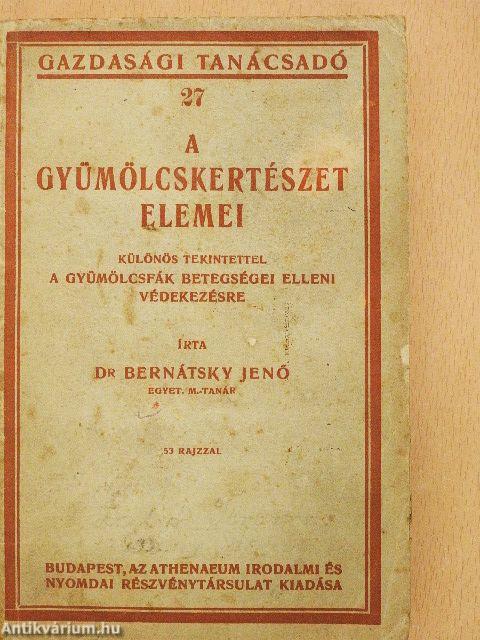 GAZDASÁGI TANÁCSADÓ
27
A
GYÜMÖLCSKERTÉSZET
ELEMEI
KÜLÖNÖS TEKINTETTEL
A GYÜMÖLCSFÁK BETEGSÉGEI ELLENI
VÉDEKEZÉSRE
ÍRTA
DR BERNÁTSKY JENŐ
EGYET. M.-TANÁR
53 RAJZZAL
BUDAPEST, AZ ATHENAEUM IRODALMI ÉS
NYOMDAI RÉSZVÉNYTÁRSULAT KIADÁSA
Antikvárium.hu